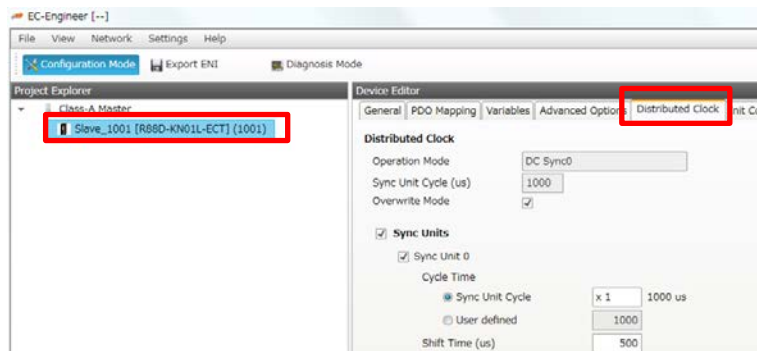 EC-Engineer [--]
File View Network Settings Help
Configuration Mode Export ENI Diagnosis Mode
Project Explorer
Class-A Master
Slave_1001 [R88D-KN01L-ECT] (1001)
Device Editor
General PDO Mapping Variables Advanced Options Distributed Clock
Distributed Clock
Operation Mode DC Sync0
Sync Unit Cycle (us) 1000
Overwrite Mode
Sync Units
Sync Unit 0
Cycle Time
Sync Unit Cycle x 1 1000 us
User defined 1000
Shift Time (us) 500